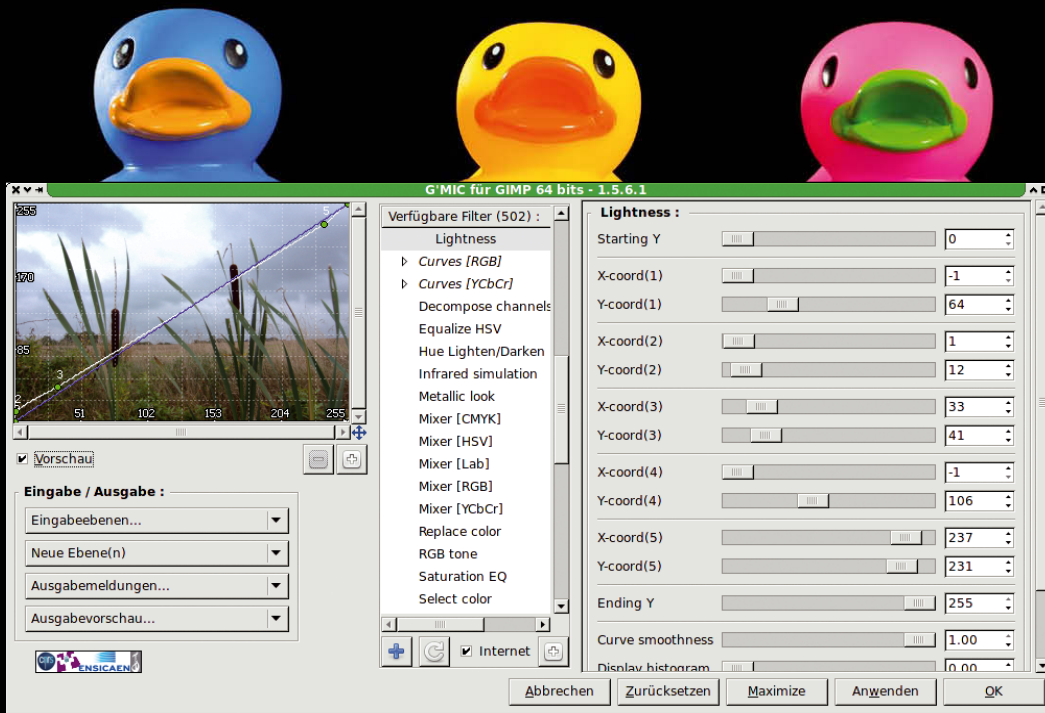 G'MIC für GIMP 64 bits - 1.5.6.1
255
170
85
2
3
5
51
102
153
204
255
Vorschau
Eingabe / Ausgabe :
Eingabeebenen...
Neue Ebene(n)
Ausgabemeldungen...
Ausgabevorschau...
ENSICAEN
Verfügbare Filter (502) :
Lightness
Curves [RGB]
Curves [YCbCr]
Decompose channels
Equalize HSV
Hue Lighten/Darken
Infrared simulation
Metallic look
Mixer [CMYK]
Mixer [HSV]
Mixer [Lab]
Mixer [RGB]
Mixer [YCbCr]
Replace color
RGB tone
Saturation EQ
Select color
Internet
Lightness :
Starting Y 0
X-coord(1) -1
Y-coord(1) 64
X-coord(2) 1
Y-coord(2) 12
X-coord(3) 33
Y-coord(3) 41
X-coord(4) -1
Y-coord(4) 106
X-coord(5) 237
Y-coord(5) 231
Ending Y 255
Curve smoothness 1.00
Display histogram 0.00
Abbrechen
Zurücksetzen
Maximize
Anwenden
OK